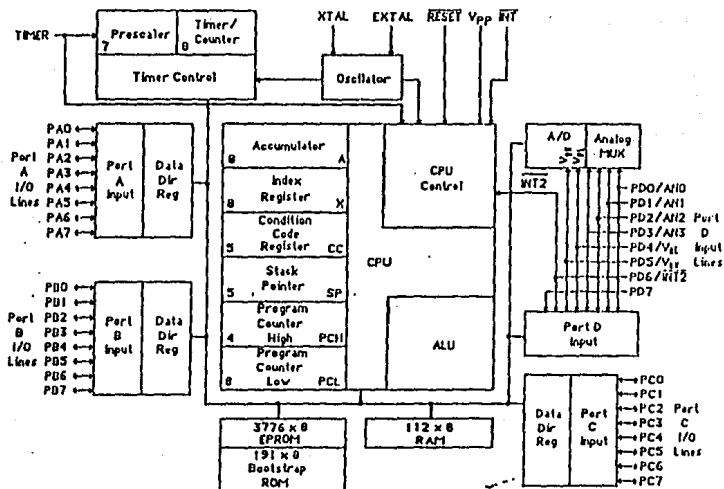 TIMER
Prescaler
7
Timer/
Counter
8
Timer Control
XTAL
EXTAL
RESET
VPP
INT
Oscilator
PA0
PA1
Port PA2
A PA3
I/O PA4
Lines PA5
PA6
PA7
Port
A
Input
Data
Dir
Reg
8 Accumulator A
Index
8 Register X
Condition
Code
5 Register CC
Stack
5 Pointer SP
Program
Counter
4 High PCH
Program
Counter
8 Low PCL
CPU
CPU
Control
ALU
A/D
Analog
MUX
INT2
PD0/AN0
PD1/AN1
PD2/AN2 Port
PD3/AN3 D
PD4/VRL Input
PD5/VRH Lines
PD6/INT2
PD7
Port D
Input
PB0
PB1
Port PB2
B PB3
I/O PB4
Lines PB5
PB6
PB7
Port
B
Input
Data
Dir
Reg
3776 x 8
EPROM
191 x 8
Bootstrap
ROM
112 x 8
RAM
Data
Dir
Reg
Port
C
Input
PC0
PC1
PC2 Port
PC3 C
PC4 I/O
PC5 Lines
PC6
PC7